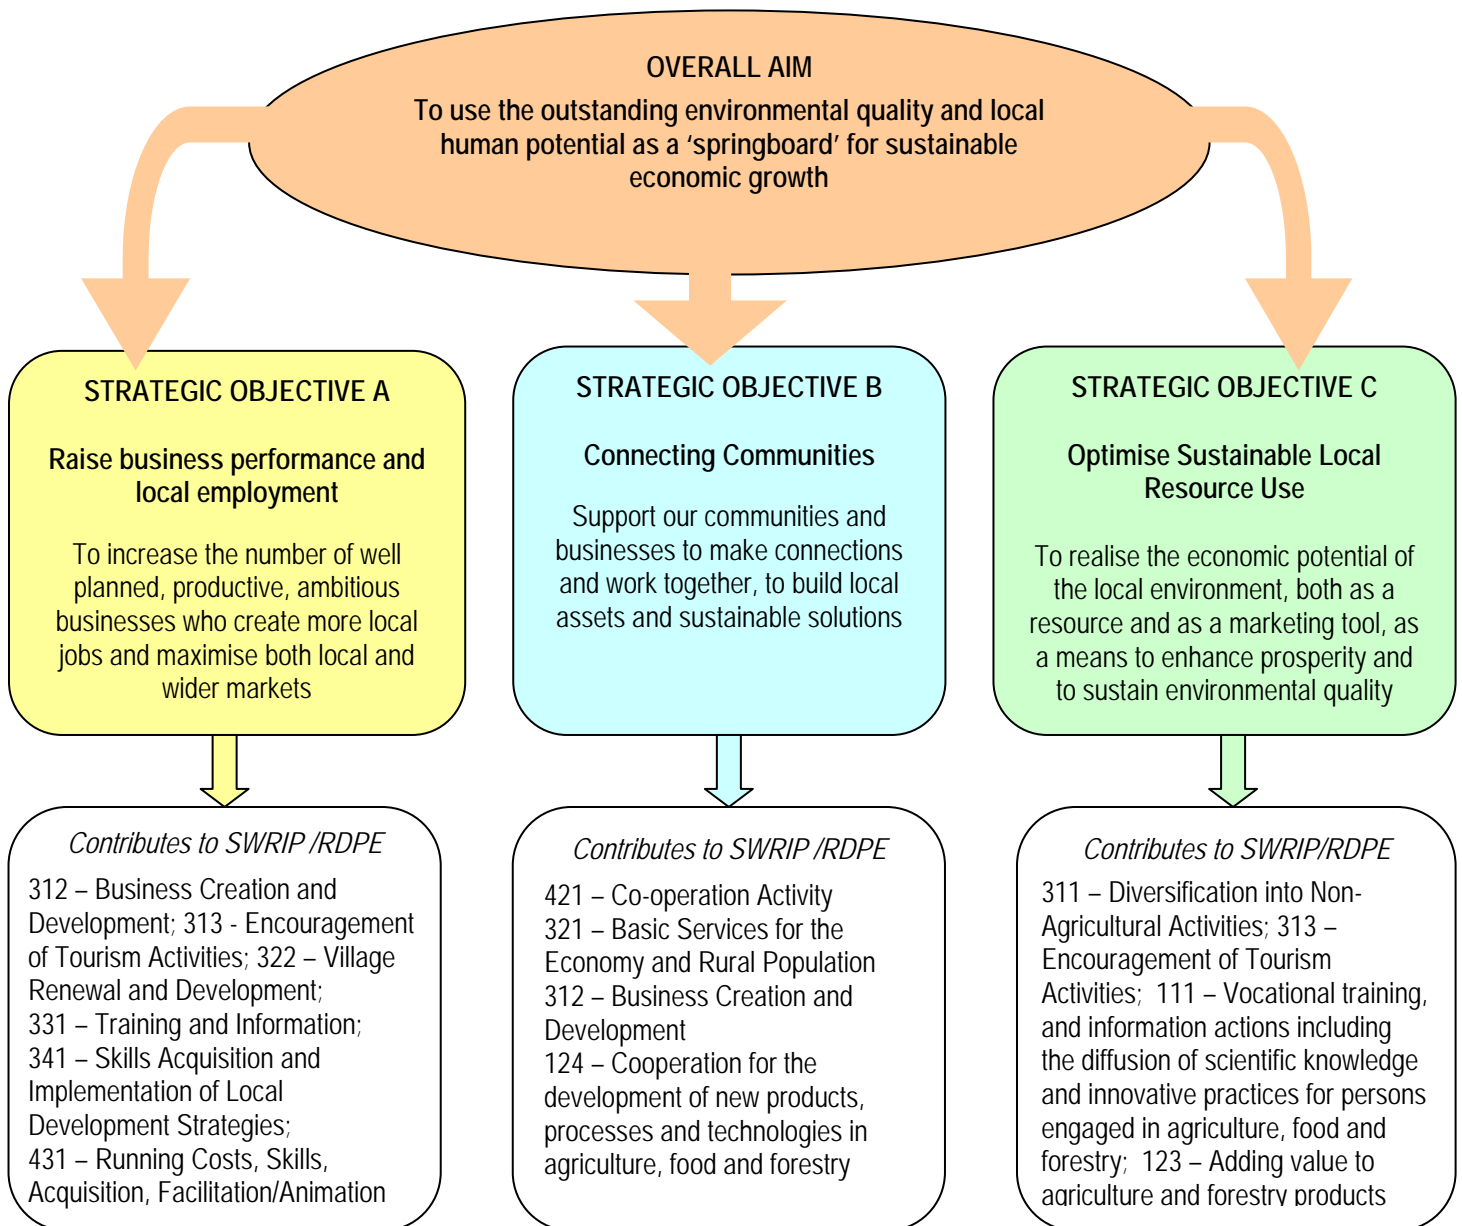 OVERALL AIM
To use the outstanding environmental quality and local
human potential as a ‘springboard’ for sustainable
economic growth
STRATEGIC OBJECTIVE A
Raise business performance and
local employment
To increase the number of well
planned, productive, ambitious
businesses who create more local
jobs and maximise both local and
wider markets
STRATEGIC OBJECTIVE B
Connecting Communities
Support our communities and
businesses to make connections
and work together, to build local
assets and sustainable solutions
STRATEGIC OBJECTIVE C
Optimise Sustainable Local
Resource Use
To realise the economic potential of
the local environment, both as a
resource and as a marketing tool, as
a means to enhance prosperity and
to sustain environmental quality
Contributes to SWRIP /RDPE
312 – Business Creation and
Development; 313 - Encouragement
of Tourism Activities; 322 – Village
Renewal and Development;
331 – Training and Information;
341 – Skills Acquisition and
Implementation of Local
Development Strategies;
431 – Running Costs, Skills,
Acquisition, Facilitation/Animation
Contributes to SWRIP /RDPE
421 – Co-operation Activity
321 – Basic Services for the
Economy and Rural Population
312 – Business Creation and
Development
124 – Cooperation for the
development of new products,
processes and technologies in
agriculture, food and forestry
Contributes to SWRIP/RDPE
311 – Diversification into Non-
Agricultural Activities; 313 –
Encouragement of Tourism
Activities; 111 – Vocational training,
and information actions including
the diffusion of scientific knowledge
and innovative practices for persons
engaged in agriculture, food and
forestry; 123 – Adding value to
agriculture and forestry products